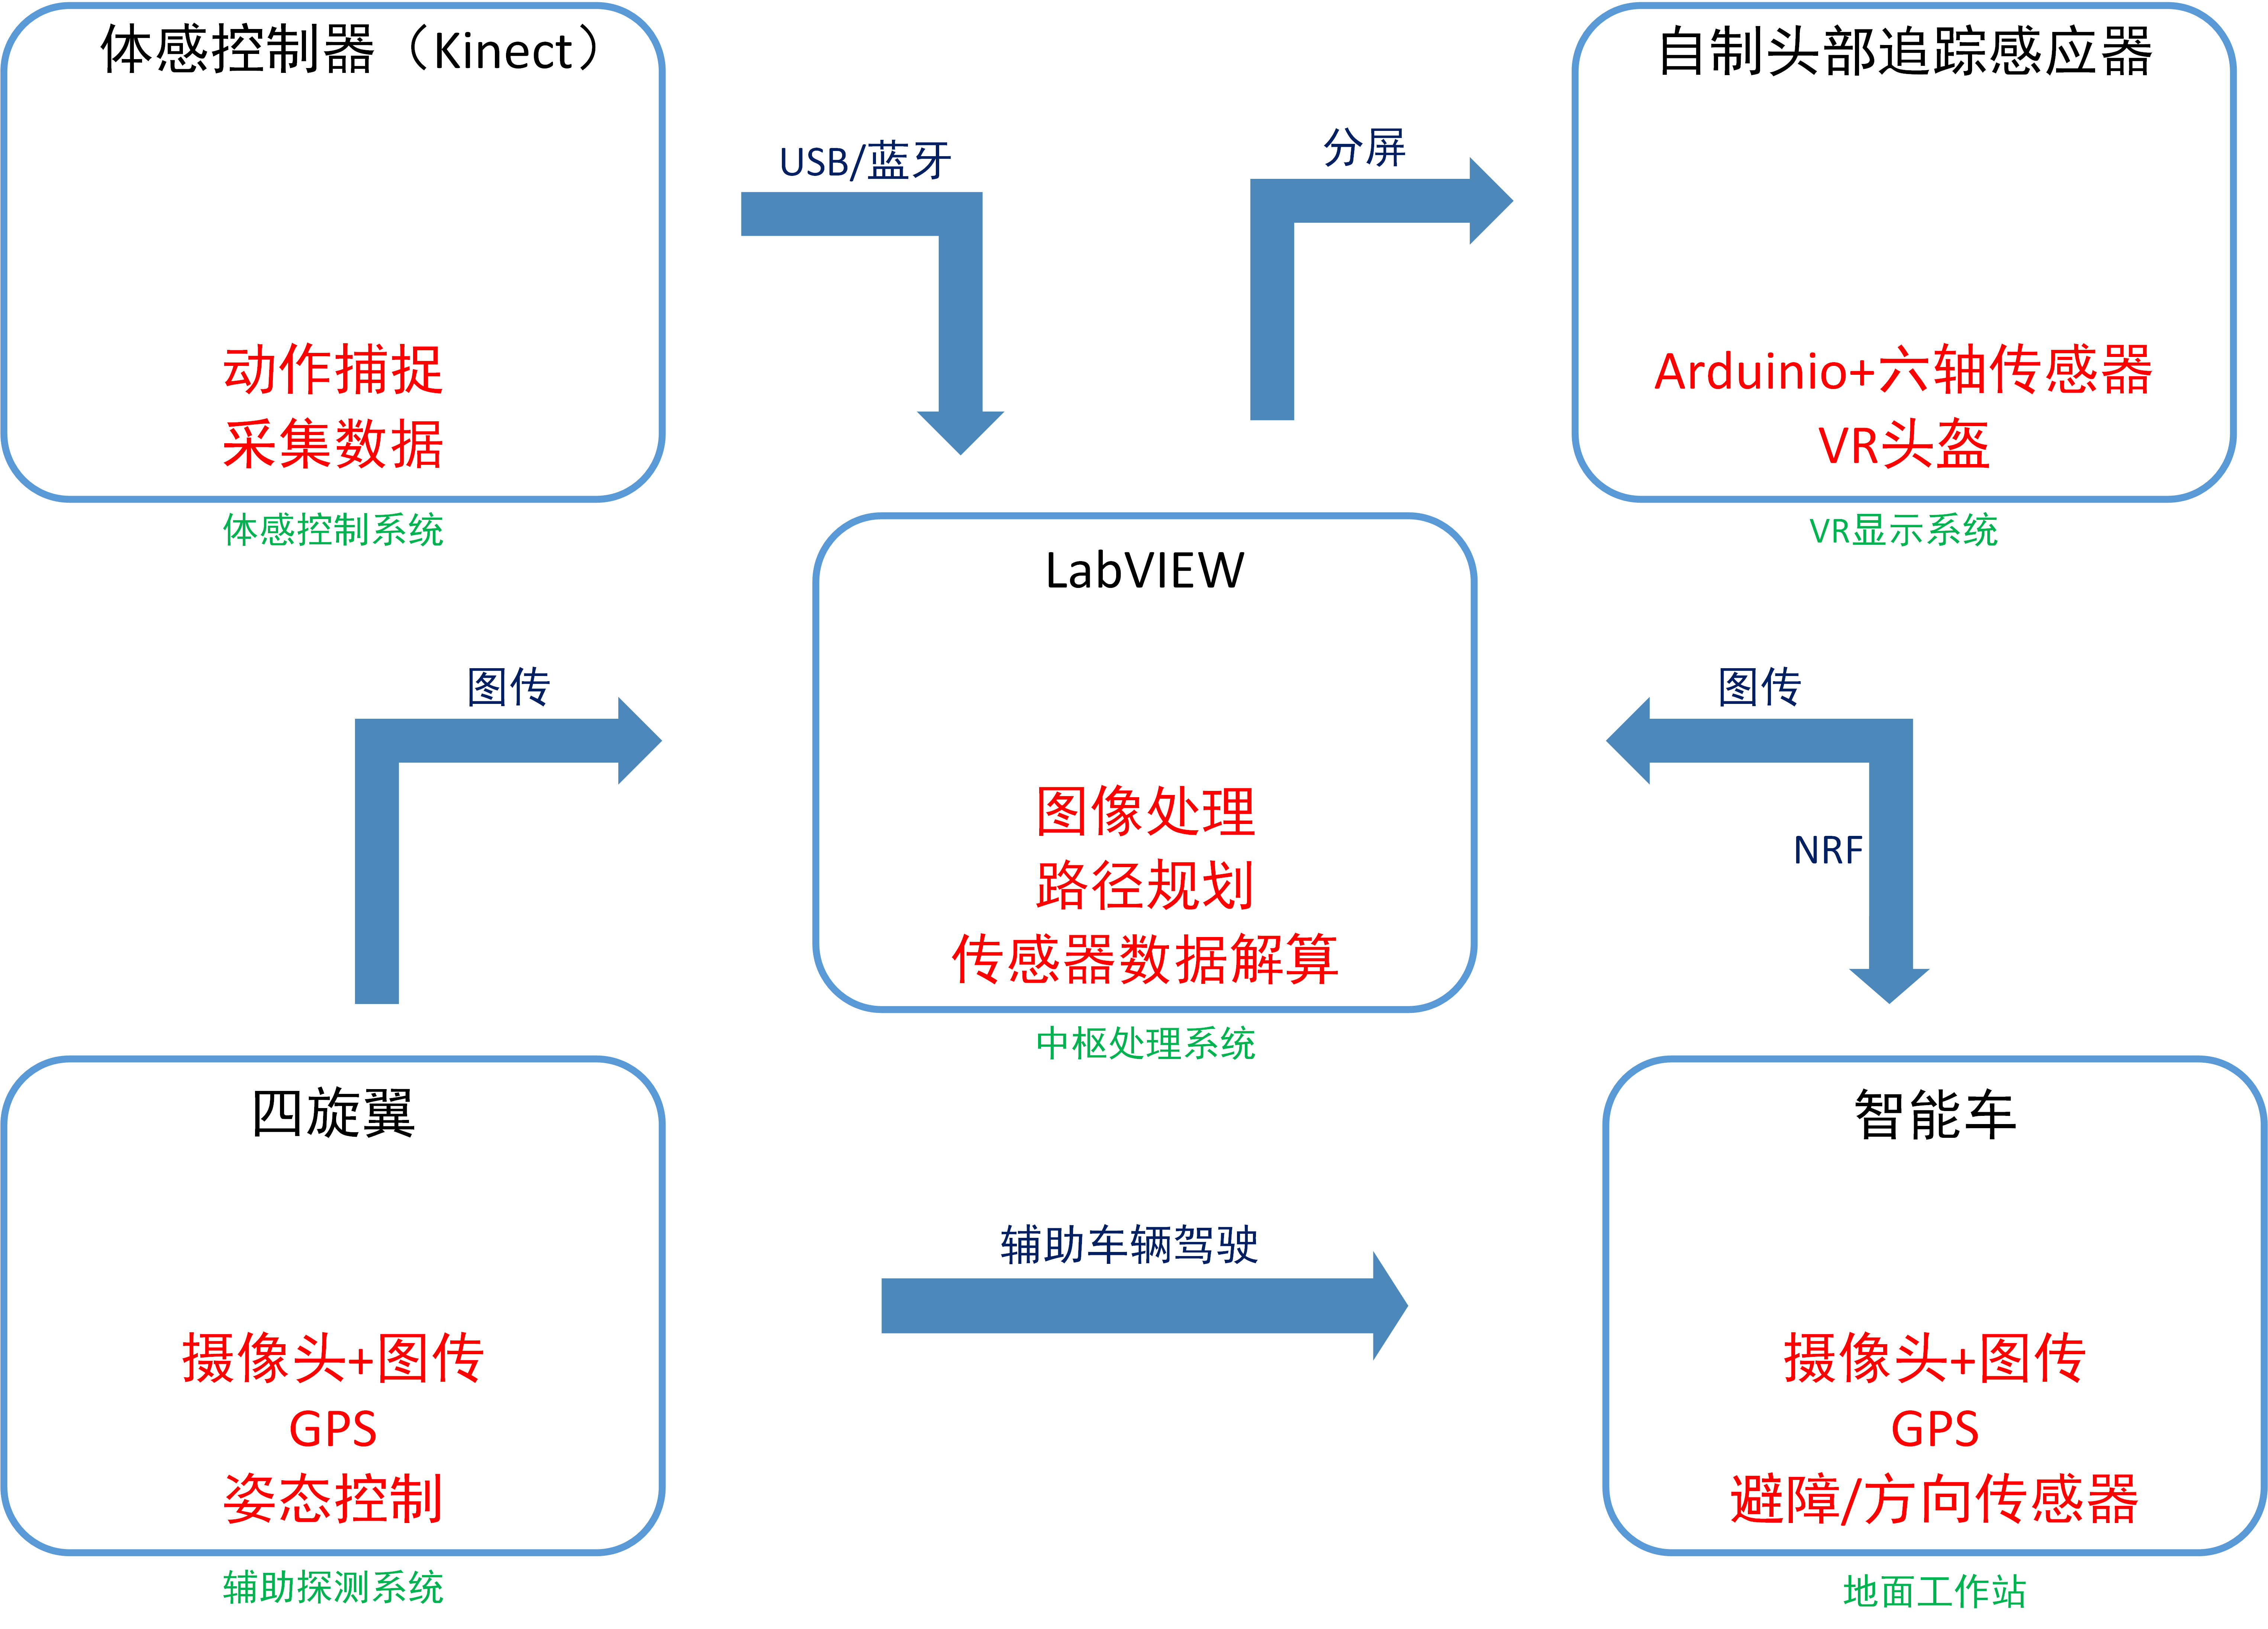 体感控制器（Kinect）
动作捕捉
采集数据
体感控制系统
USB/蓝牙
分屏
自制头部追踪感应器
Arduinio+六轴传感器
VR头盔
VR显示系统
LabVIEW
图像处理
路径规划
传感器数据解算
中枢处理系统
图传
图传
NRF
四旋翼
摄像头+图传
GPS
姿态控制
辅助探测系统
辅助车辆驾驶
智能车
摄像头+图传
GPS
避障/方向传感器
地面工作站